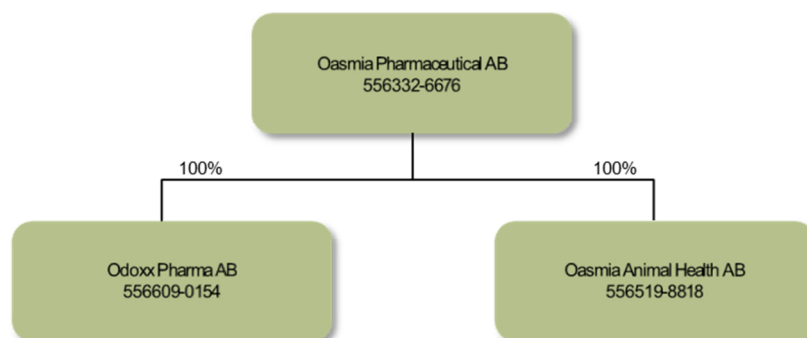 Oasmia Pharmaceutical AB
556332-6676
100%
100%
Odoxx Pharma AB
556609-0154
Oasmia Animal Health AB
556519-8818